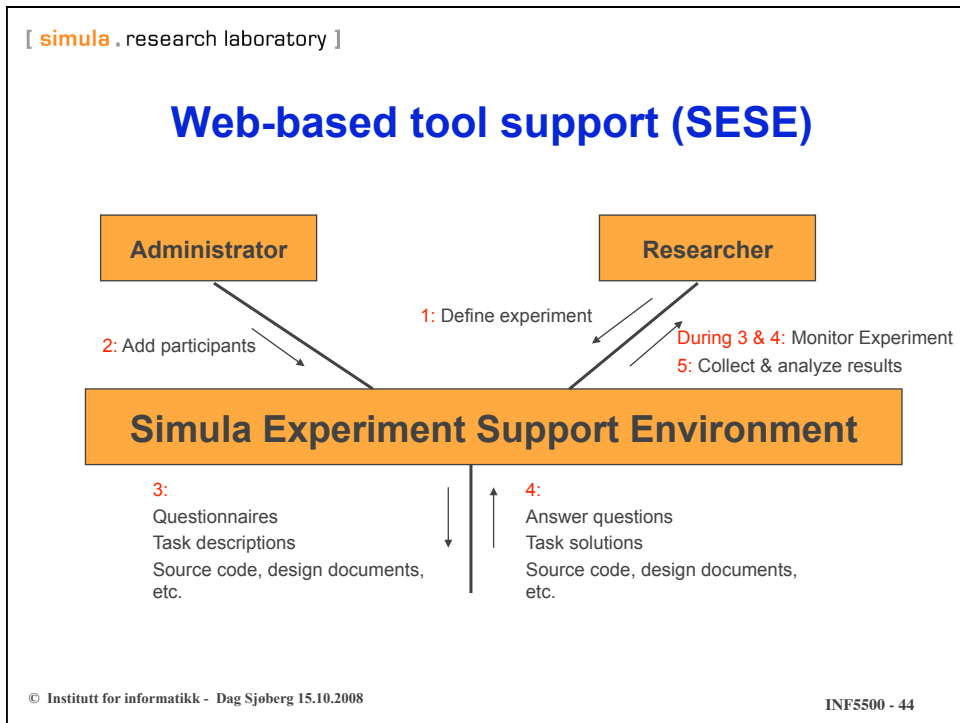 [ simula . research laboratory ]
Web-based tool support (SESE)
Administrator
Researcher
1: Define experiment
2: Add participants
During 3 & 4: Monitor Experiment
5: Collect & analyze results
Simula Experiment Support Environment
3:
Questionnaires
Task descriptions
Source code, design documents,
etc.
4:
Answer questions
Task solutions
Source code, design documents,
etc.
© Institutt for informatikk - Dag Sjøberg 15.10.2008
INF5500 - 44